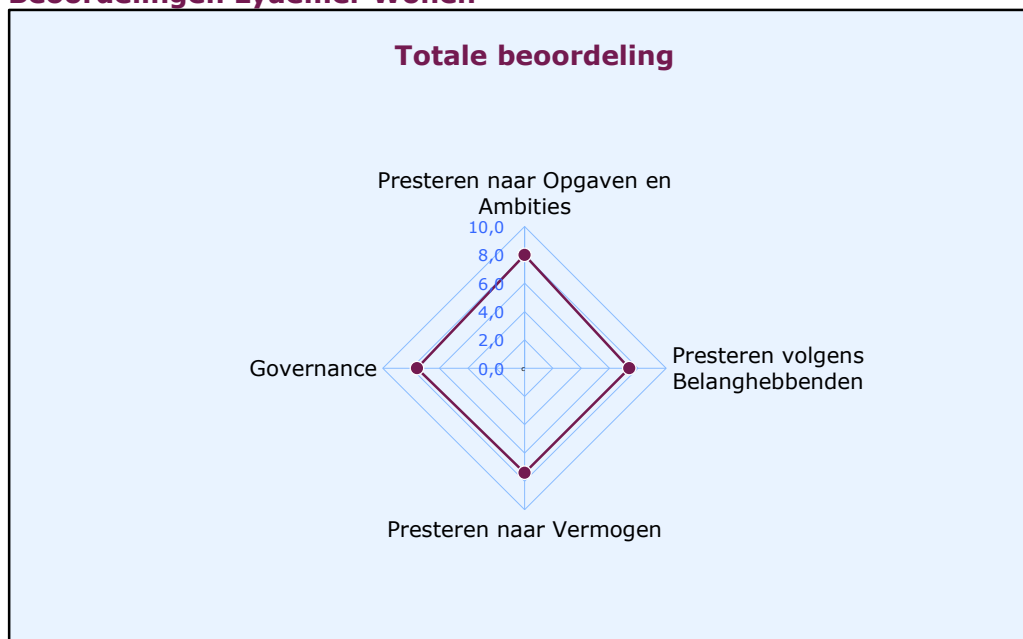 Totale beoordeling
Presteren naar Opgaven en
Ambities
10,0
8,0
6,0
4,0
2,0
0,0
Governance
Presteren volgens
Belanghebbenden
Presteren naar Vermogen